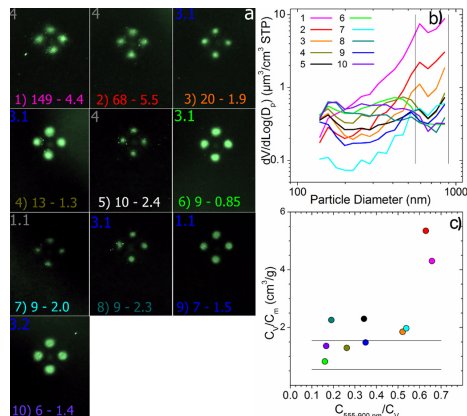 a
4
1) 149 - 4.4
4
2) 68 - 5.5
3.1
3) 20 - 1.9
3.1
4) 13 - 1.3
4
5) 10 - 2.4
3.1
6) 9 - 0.85
1.1
7) 9 - 2.0
3.1
8) 9 - 2.3
1.1
9) 7 - 1.5
3.2
10) 6 - 1.4
b)
dV/dLog(Dp) (µm³/cm³ STP)
10
1
0.1
1 6
2 7
3 8
4 9
5 10
100 1000
Particle Diameter (nm)
c)
CV/Cm (cm³/g)
6
4
2
0
0.0 0.1 0.2 0.3 0.4 0.5 0.6 0.7
C555-900 nm/CV